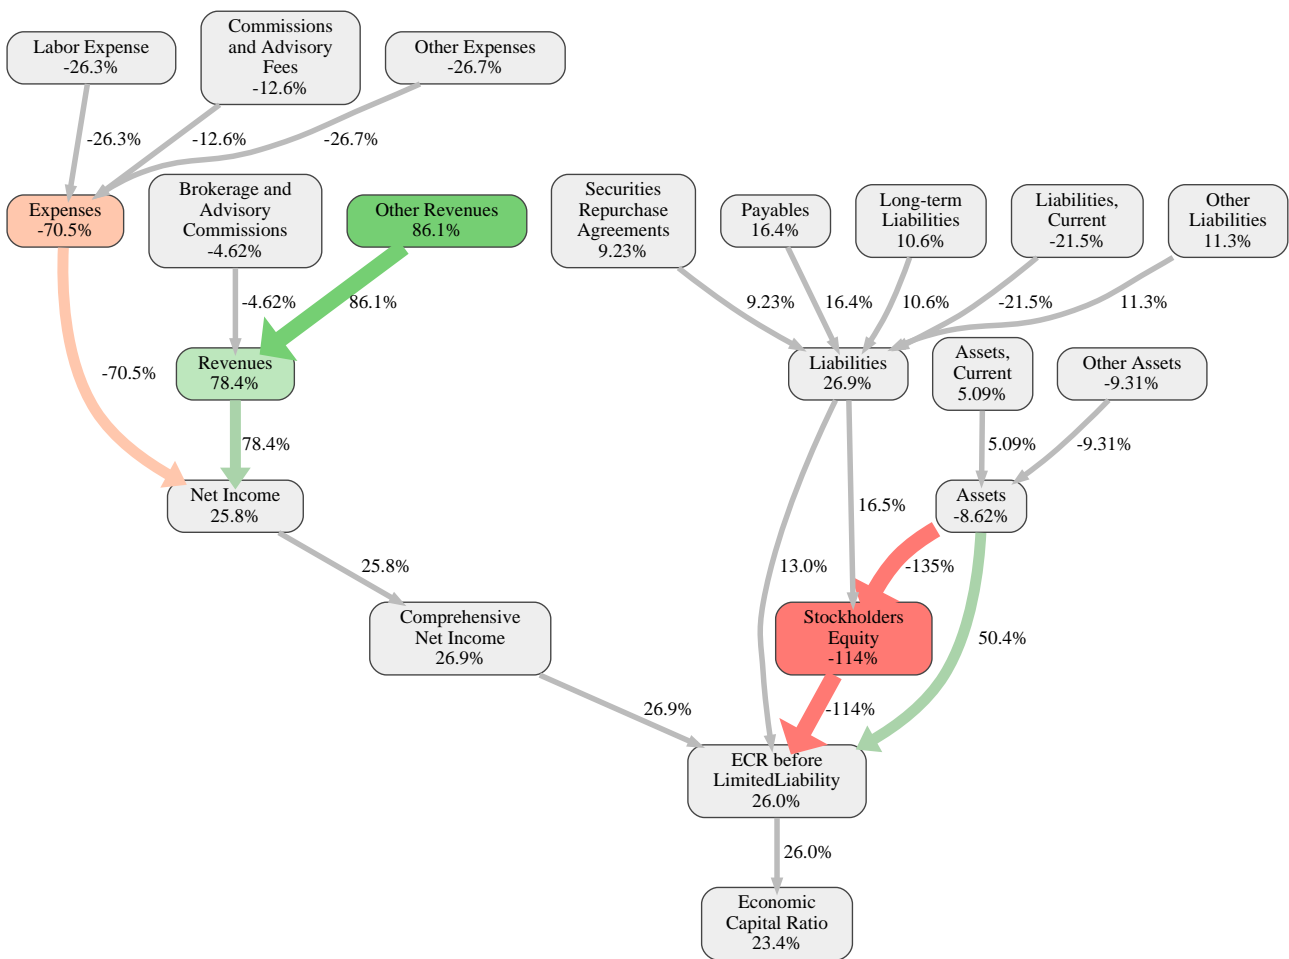 Labor Expense
-26.3%
Commissions
and Advisory
Fees
-12.6%
Other Expenses
-26.7%
-26.3%
-12.6%
-26.7%
Expenses
-70.5%
Brokerage and
Advisory
Commissions
-4.62%
Other Revenues
86.1%
Securities
Repurchase
Agreements
9.23%
Payables
16.4%
Long-term
Liabilities
10.6%
Liabilities,
Current
-21.5%
Other
Liabilities
11.3%
-4.62%
86.1%
9.23%
16.4%
10.6%
-21.5%
11.3%
-70.5%
Revenues
78.4%
Liabilities
26.9%
Assets,
Current
5.09%
Other Assets
-9.31%
78.4%
5.09%
-9.31%
Net Income
25.8%
16.5%
Assets
-8.62%
25.8%
13.0%
-135%
Comprehensive
Net Income
26.9%
Stockholders
Equity
-114%
50.4%
26.9%
-114%
ECR before
LimitedLiability
26.0%
26.0%
Economic
Capital Ratio
23.4%